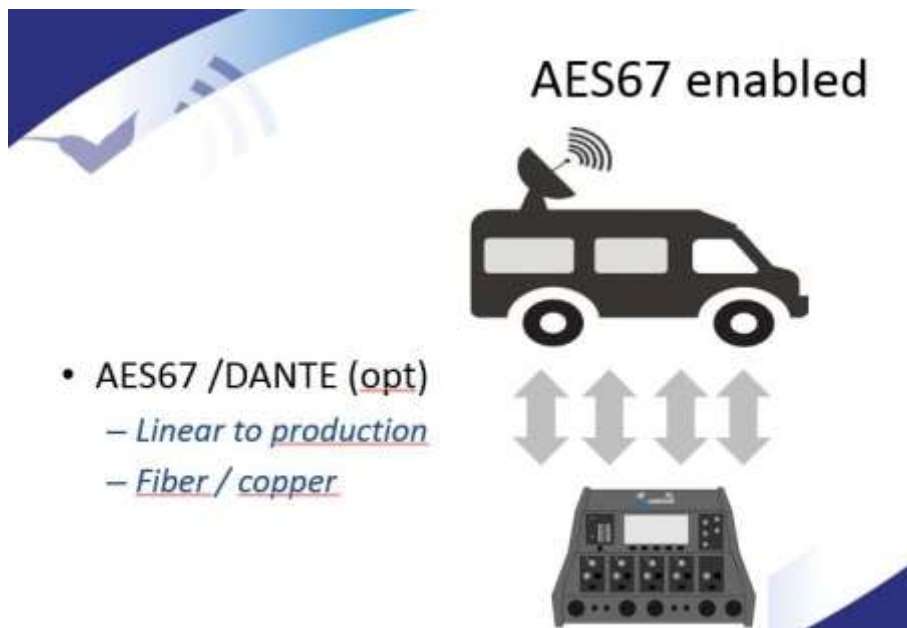 AES67 enabled
• AES67 /DANTE (opt)
– Linear to production
– Fiber / copper